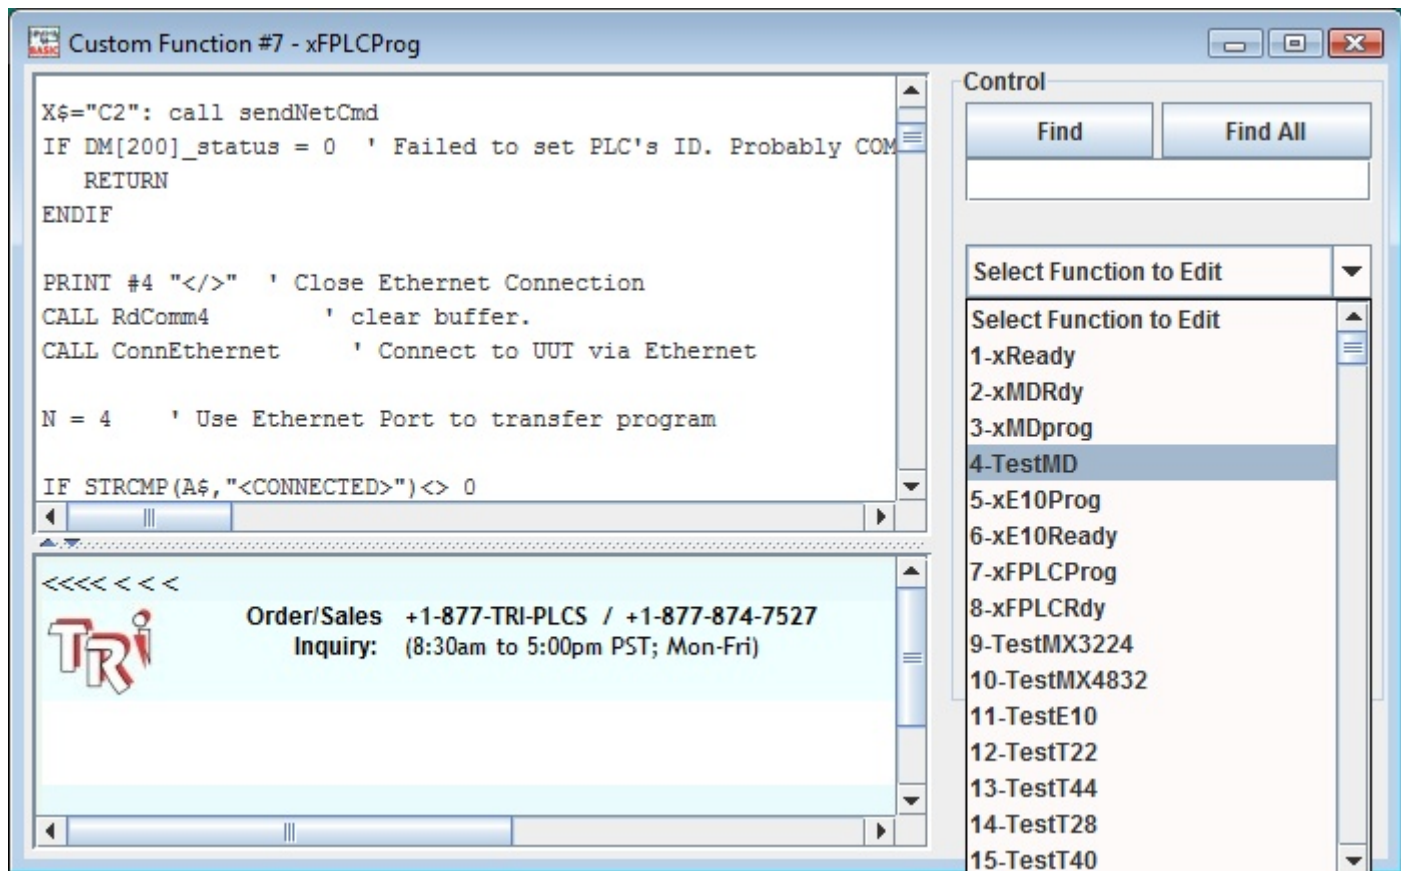 Custom Function #7 - xFPLCProg
X$="C2": call sendNetCmd
IF DM[200]_status = 0 ' Failed to set PLC's ID. Probably COM
RETURN
ENDIF
PRINT #4 "</>" ' Close Ethernet Connection
CALL RdComm4 ' clear buffer.
CALL ConnEthernet ' Connect to UUT via Ethernet
N = 4 ' Use Ethernet Port to transfer program
IF STRCMP(A$,"<CONNECTED>")<> 0
<<<< < < <
TRi
Order/Sales +1-877-TRI-PLCS / +1-877-874-7527
Inquiry: (8:30am to 5:00pm PST; Mon-Fri)
Control
Find Find All
Select Function to Edit
Select Function to Edit
1-xReady
2-xMDRdy
3-xMDprog
4-TestMD
5-xE10Prog
6-xE10Ready
7-xFPLCProg
8-xFPLCRdy
9-TestMX3224
10-TestMX4832
11-TestE10
12-TestT22
13-TestT44
14-TestT28
15-TestT40